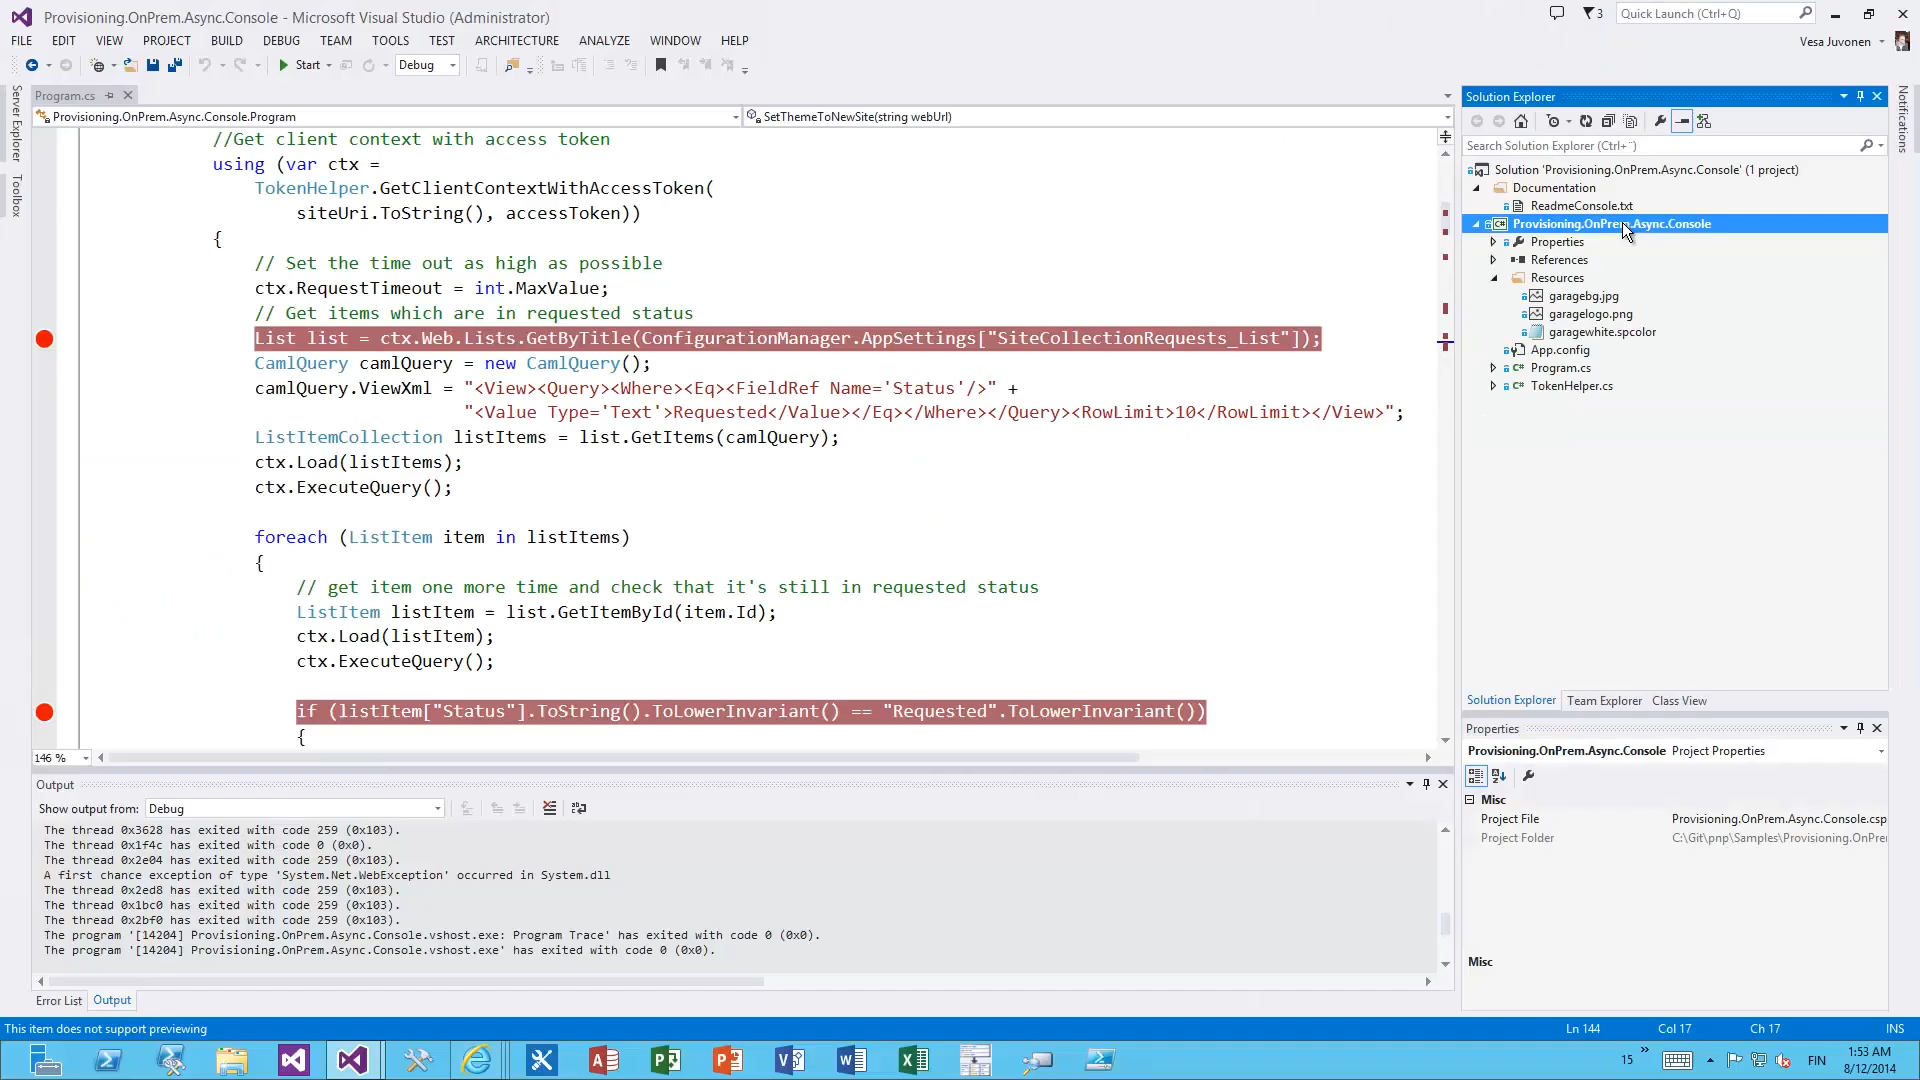 Provisioning.OnPrem.Async.Console - Microsoft Visual Studio (Administrator)
3
Quick Launch (Ctrl+Q)
FILE EDIT VIEW PROJECT BUILD DEBUG TEAM TOOLS TEST ARCHITECTURE ANALYZE WINDOW HELP
Vesa Juvonen
Start
Debug
Server Explorer
Toolbox
Program.cs
Provisioning.OnPrem.Async.Console.Program
SetThemeToNewSite(string webUrl)
//Get client context with access token
using (var ctx =
TokenHelper.GetClientContextWithAccessToken(
siteUri.ToString(), accessToken))
{
// Set the time out as high as possible
ctx.RequestTimeout = int.MaxValue;
// Get items which are in requested status
List list = ctx.Web.Lists.GetByTitle(ConfigurationManager.AppSettings["SiteCollectionRequests_List"]);
CamlQuery camlQuery = new CamlQuery();
camlQuery.ViewXml = "<View><Query><Where><Eq><FieldRef Name='Status'/>" +
"<Value Type='Text'>Requested</Value></Eq></Where></Query><RowLimit>10</RowLimit></View>";
ListItemCollection listItems = list.GetItems(camlQuery);
ctx.Load(listItems);
ctx.ExecuteQuery();
foreach (ListItem item in listItems)
{
// get item one more time and check that it's still in requested status
ListItem listItem = list.GetItemById(item.Id);
ctx.Load(listItem);
ctx.ExecuteQuery();
if (listItem["Status"].ToString().ToLowerInvariant() == "Requested".ToLowerInvariant())
{
146 %
Output
Show output from: Debug
The thread 0x3628 has exited with code 259 (0x103).
The thread 0x1f4c has exited with code 0 (0x0).
The thread 0x2e04 has exited with code 259 (0x103).
A first chance exception of type 'System.Net.WebException' occurred in System.dll
The thread 0x2ed8 has exited with code 259 (0x103).
The thread 0x1bc0 has exited with code 259 (0x103).
The thread 0x2bf0 has exited with code 259 (0x103).
The program '[14204] Provisioning.OnPrem.Async.Console.vshost.exe: Program Trace' has exited with code 0 (0x0).
The program '[14204] Provisioning.OnPrem.Async.Console.vshost.exe' has exited with code 0 (0x0).
Error List Output
Solution Explorer
Search Solution Explorer (Ctrl+¨)
Solution 'Provisioning.OnPrem.Async.Console' (1 project)
Documentation
ReadmeConsole.txt
Provisioning.OnPrem.Async.Console
Properties
References
Resources
garagebg.jpg
garagelogo.png
garagewhite.spcolor
App.config
C# Program.cs
C# TokenHelper.cs
Solution Explorer Team Explorer Class View
Properties
Provisioning.OnPrem.Async.Console Project Properties
Misc
Project File Provisioning.OnPrem.Async.Console.csp
Project Folder C:\Git\pnp\Samples\Provisioning.OnPre
Misc
Notifications
This item does not support previewing
Ln 144
Col 17
Ch 17
INS
15
FIN
1:53 AM
8/12/2014